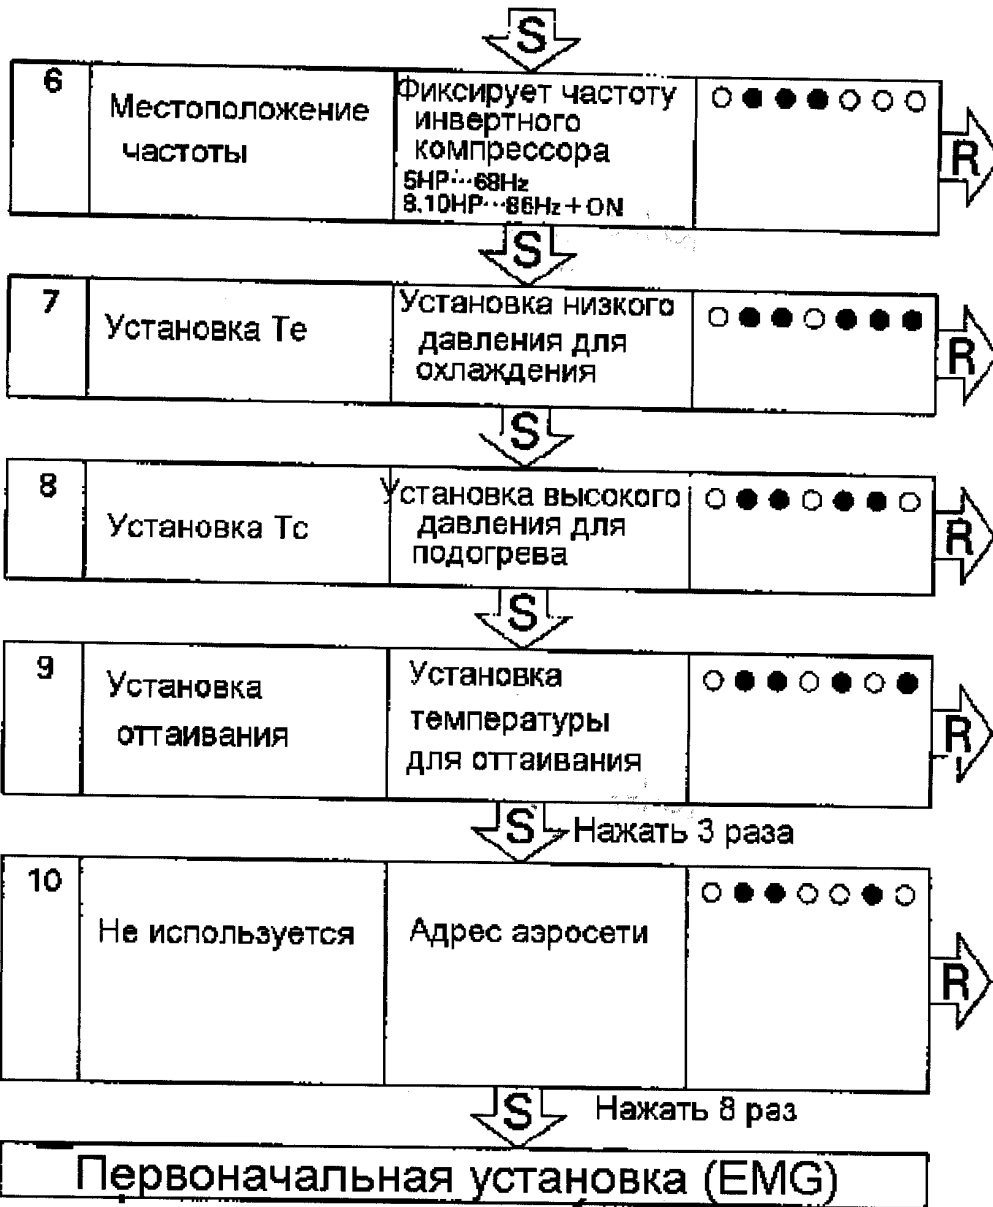 S
6
Местоположение
частоты
Фиксирует частоту
инвертного
компрессора
5HP···68Hz
8.10HP···86Hz+ON
○●●●○○○
R
S
7
Установка Te
Установка низкого
давления для
охлаждения
○●●○●●●
R
S
8
Установка Tc
Установка высокого
давления для
подогрева
○●●○●●○
R
S
9
Установка
оттаивания
Установка
температуры
для оттаивания
○●●○●○●
R
S Нажать 3 раза
10
Не используется
Адрес аэросети
○●●○○●○
R
S Нажать 8 раз
Первоначальная установка (EMG)